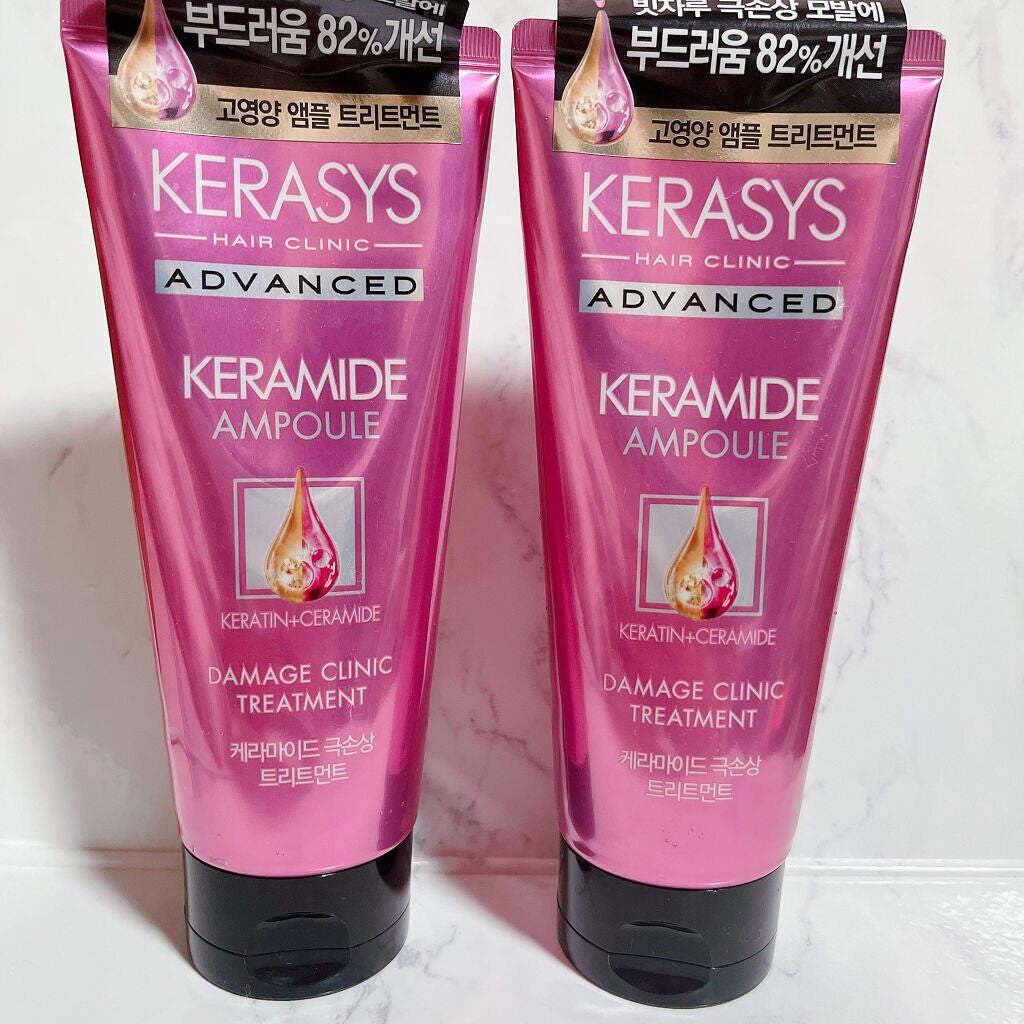 모발에
부드러움 82%개선
고영양 앰플 트리트먼트
KERASYS
HAIR CLINIC
ADVANCED
KERAMIDE
AMPOULE
KERATIN+CERAMIDE
DAMAGE CLINIC
TREATMENT
케라마이드 극손상
트리트먼트
빗자루 극손상 모발에
부드러움 82%개선
고영양 앰플 트리트먼트
KERASYS
HAIR CLINIC
ADVANCED
KERAMIDE
AMPOULE
KERATIN+CERAMIDE
DAMAGE CLINIC
TREATMENT
케라마이드 극손상
트리트먼트